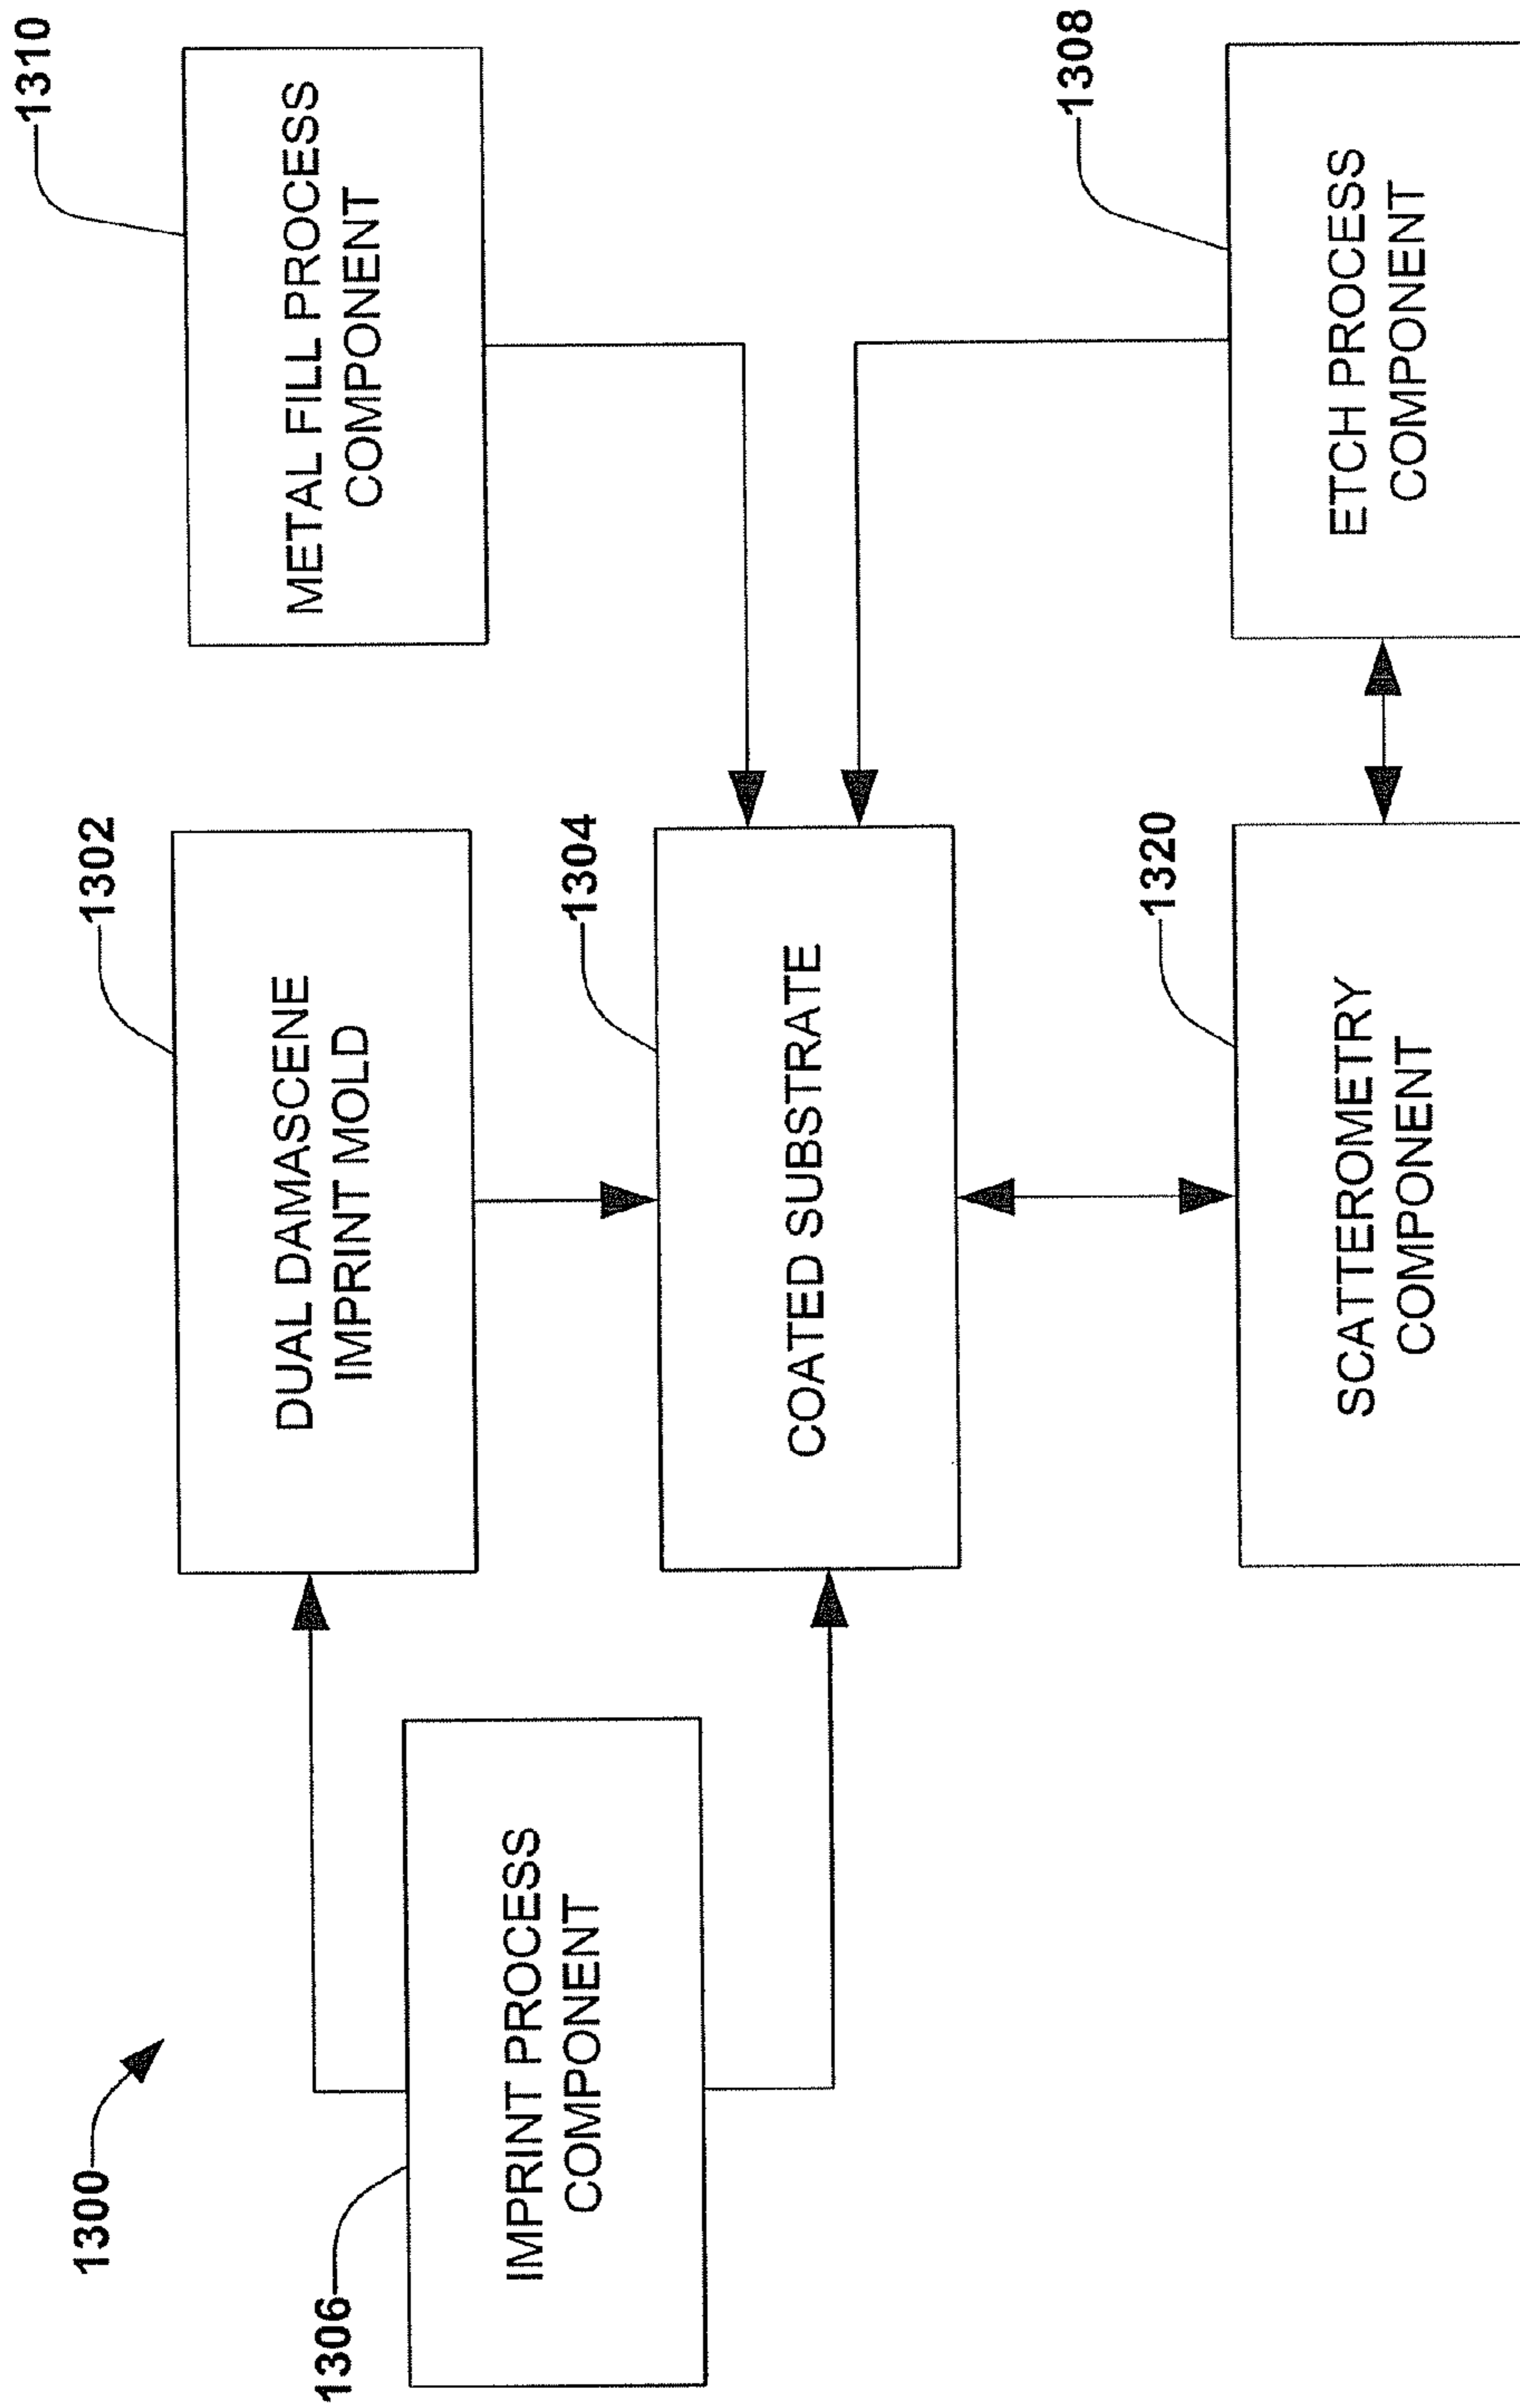 1300
1306
IMPRINT PROCESS
COMPONENT
1302
DUAL DAMASCENE
IMPRINT MOLD
1310
METAL FILL PROCESS
COMPONENT
1304
COATED SUBSTRATE
1320
SCATTEROMETRY
COMPONENT
1308
ETCH PROCESS
COMPONENT